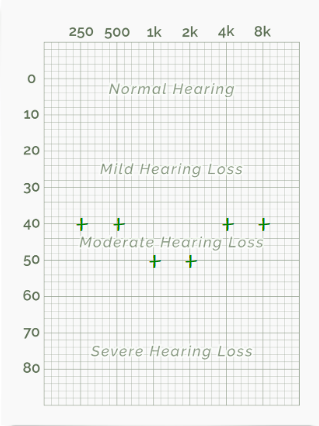 250 500 1k 2k 4k 8k
0
Normal Hearing
10
20
Mild Hearing Loss
30
40
Moderate Hearing Loss
50
60
70
Severe Hearing Loss
80